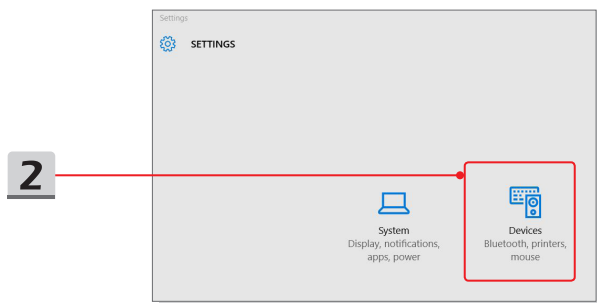 Settings
SETTINGS
2
System
Display, notifications,
apps, power
Devices
Bluetooth, printers,
mouse